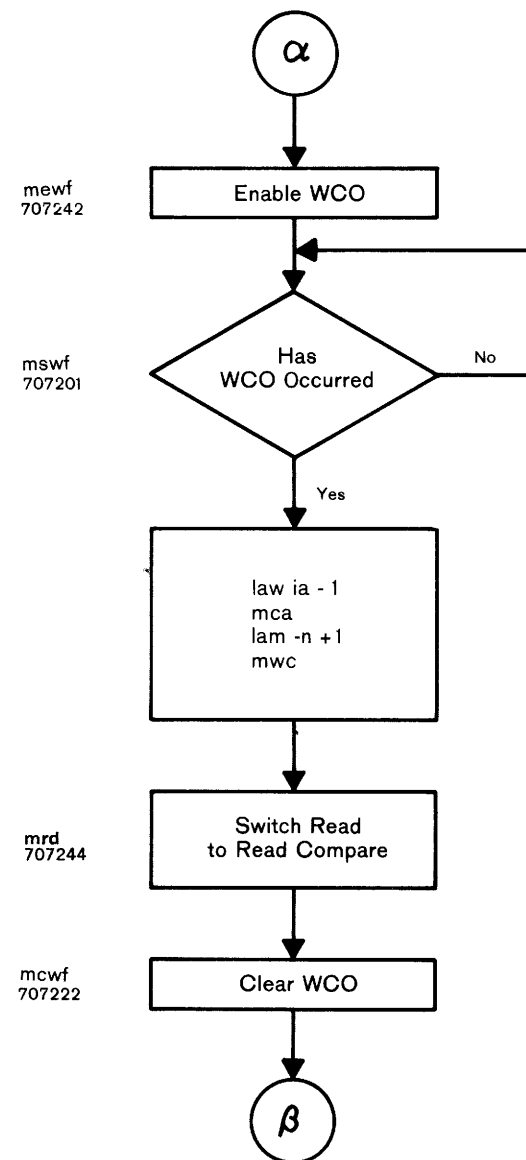 α
mewf
707242
Enable WCO
mswf
707201
Has
WCO Occurred
No
Yes
law ia - 1
mca
lam -n +1
mwc
mrd
707244
Switch Read
to Read Compare
mcwf
707222
Clear WCO
β